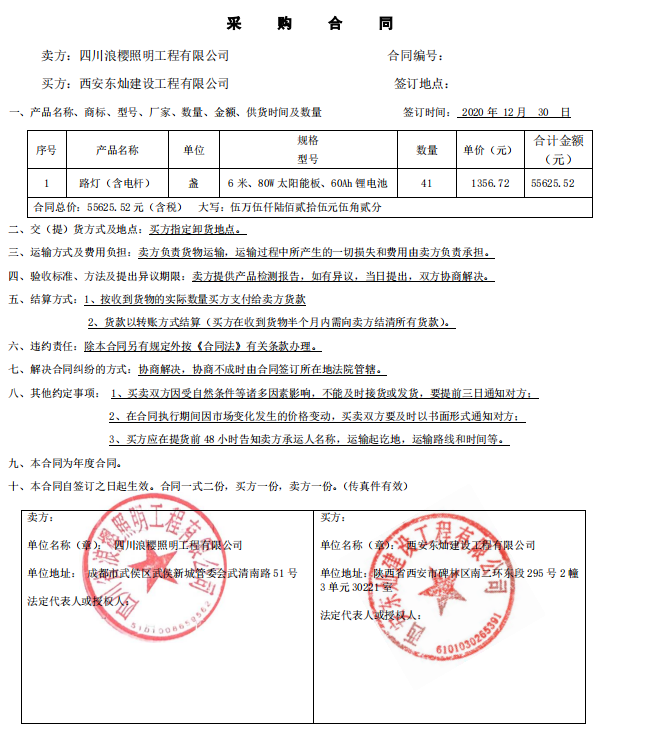 采 购 合 同
卖方：四川浪樱照明工程有限公司 合同编号：
买方：西安东灿建设工程有限公司 签订地点：
一、产品名称、商标、型号、厂家、数量、金额、供货时间及数量 签订时间： 2020 年 12 月 30 日
序号 产品名称 单位 规格型号 数量 单价（元） 合计金额（元）
1 路灯（含电杆） 盏 6 米、80W 太阳能板、60Ah 锂电池 41 1356.72 55625.52
合同总价：55625.52 元（含税） 大写：伍万伍仟陆佰贰拾伍元伍角贰分
二、交（提）货方式及地点：买方指定卸货地点。
三、运输方式及费用负担：卖方负责货物运输，运输过程中所产生的一切损失和费用由卖方负责承担。
四、验收标准、方法及提出异议期限：卖方提供产品检测报告，如有异议，当日提出，双方协商解决。
五、结算方式：1、按收到货物的实际数量买方支付给卖方货款
2、货款以转账方式结算（买方在收到货物半个月内需向卖方结清所有货款）。
六、违约责任：除本合同另有规定外按《合同法》有关条款办理。
七、解决合同纠纷的方式：协商解决，协商不成时由合同签订所在地法院管辖。
八、其他约定事项： 1、买卖双方因受自然条件等诸多因素影响，不能及时接货或发货，要提前三日通知对方；
2、在合同执行期间因市场变化发生的价格变动，买卖双方要及时以书面形式通知对方；
3、买方应在提货前 48 小时告知卖方承运人名称，运输起讫地，运输路线和时间等。
九、本合同为年度合同。
十、本合同自签订之日起生效。合同一式二份，买方一份，卖方一份。（传真件有效）
卖方：
单位名称（章）： 四川浪樱照明工程有限公司
单位地址： 成都市武侯区武侯新城管委会武清南路 51 号
法定代表人或授权人：
四川浪樱照明工程有限公司
买方：
单位名称（章）： 西安东灿建设工程有限公司
单位地址：陕西省西安市碑林区南二环东段 295 号 2 幢
3 单元 30221 室
法定代表人或授权人：
西安东灿建设工程有限公司
6101030265391